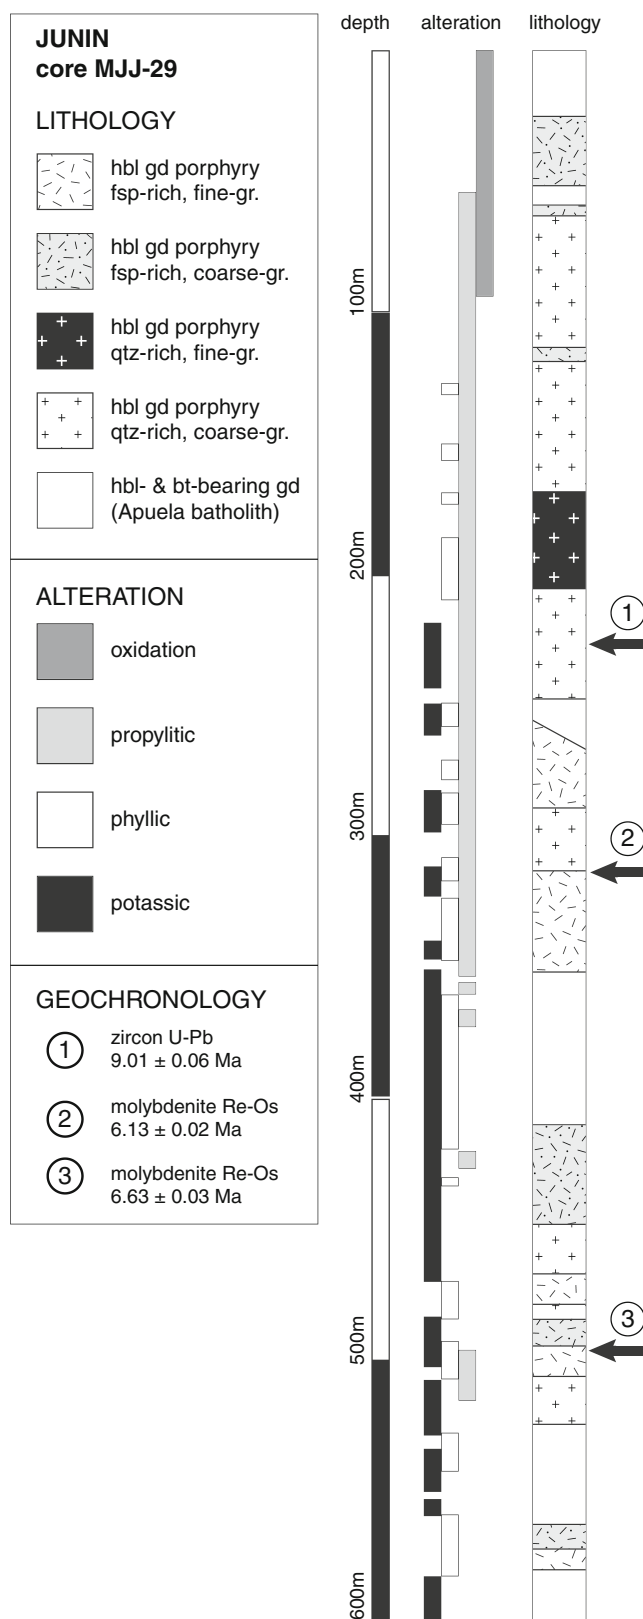 JUNIN
core MJJ-29
LITHOLOGY
hbl gd porphyry
fsp-rich, fine-gr.
hbl gd porphyry
fsp-rich, coarse-gr.
hbl gd porphyry
qtz-rich, fine-gr.
hbl gd porphyry
qtz-rich, coarse-gr.
hbl- & bt-bearing gd
(Apuela batholith)
ALTERATION
oxidation
propylitic
phyllic
potassic
GEOCHRONOLOGY
1
zircon U-Pb
9.01 ± 0.06 Ma
2
molybdenite Re-Os
6.13 ± 0.02 Ma
3
molybdenite Re-Os
6.63 ± 0.03 Ma
depth
alteration
lithology
100m
200m
300m
400m
500m
600m
1
2
3